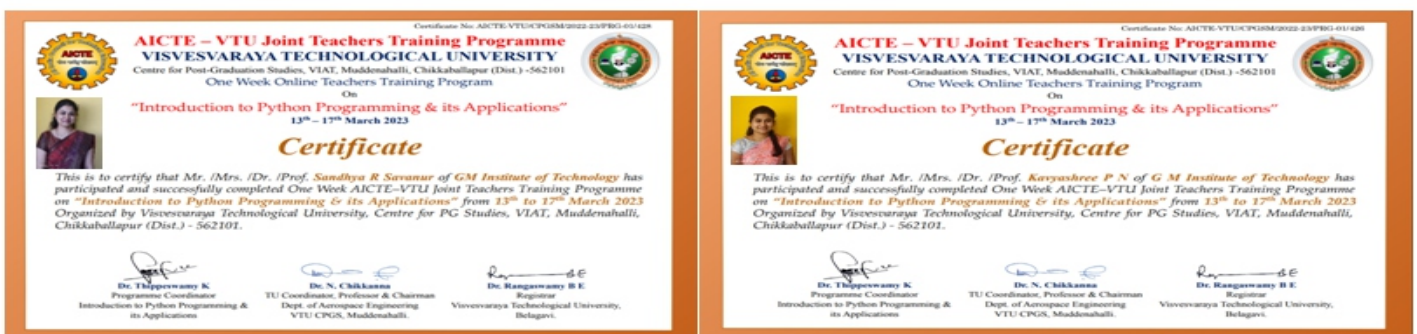 Certificate No: AICTE-VTU/CPGSM/2022-23/PRG-01/428
AICTE
AICTE – VTU Joint Teachers Training Programme
VISVESVARAYA TECHNOLOGICAL UNIVERSITY
Centre for Post-Graduation Studies, VIAT, Muddenahalli, Chikkaballapur (Dist.) -562101
One Week Online Teachers Training Program
On
“Introduction to Python Programming & its Applications”
13th – 17th March 2023
Certificate
This is to certify that Mr. /Mrs. /Dr. /Prof. Sandhya R Savanur of GM Institute of Technology has
participated and successfully completed One Week AICTE–VTU Joint Teachers Training Programme
on “Introduction to Python Programming & its Applications” from 13th to 17th March 2023
Organized by Visvesvaraya Technological University, Centre for PG Studies, VIAT, Muddenahalli,
Chikkaballapur (Dist.) - 562101.
Dr. Thippeswamy K
Programme Coordinator
Introduction to Python Programming &
its Applications
Dr. N. Chikkanna
TU Coordinator, Professor & Chairman
Dept. of Aerospace Engineering
VTU CPGS, Muddenahalli.
Dr. Rangaswamy B E
Registrar
Visvesvaraya Technological University,
Belagavi.
Certificate No: AICTE-VTU/CPGSM/2022-23/PRG-01/426
AICTE
AICTE – VTU Joint Teachers Training Programme
VISVESVARAYA TECHNOLOGICAL UNIVERSITY
Centre for Post-Graduation Studies, VIAT, Muddenahalli, Chikkaballapur (Dist.) -562101
One Week Online Teachers Training Program
On
“Introduction to Python Programming & its Applications”
13th – 17th March 2023
Certificate
This is to certify that Mr. /Mrs. /Dr. /Prof. Kavyashree P N of G M Institute of Technology has
participated and successfully completed One Week AICTE–VTU Joint Teachers Training Programme
on “Introduction to Python Programming & its Applications” from 13th to 17th March 2023
Organized by Visvesvaraya Technological University, Centre for PG Studies, VIAT, Muddenahalli,
Chikkaballapur (Dist.) - 562101.
Dr. Thippeswamy K
Programme Coordinator
Introduction to Python Programming &
its Applications
Dr. N. Chikkanna
TU Coordinator, Professor & Chairman
Dept. of Aerospace Engineering
VTU CPGS, Muddenahalli.
Dr. Rangaswamy B E
Registrar
Visvesvaraya Technological University,
Belagavi.